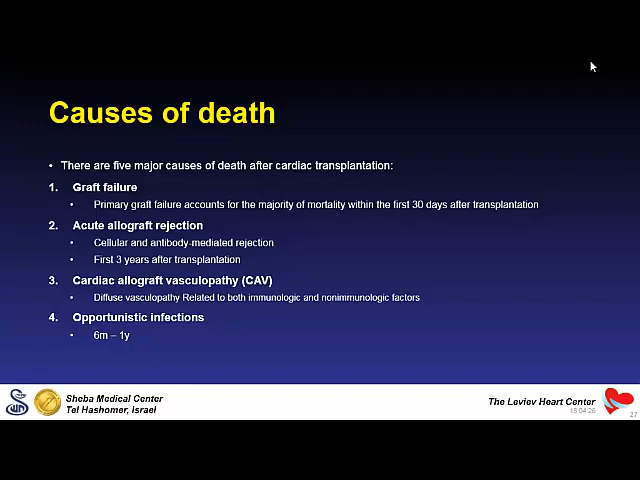 Causes of death
• There are five major causes of death after cardiac transplantation:
1. Graft failure
• Primary graft failure accounts for the majority of mortality within the first 30 days after transplantation
2. Acute allograft rejection
• Cellular and antibody-mediated rejection
• First 3 years after transplantation
3. Cardiac allograft vasculopathy (CAV)
• Diffuse vasculopathy Related to both immunologic and nonimmunologic factors
4. Opportunistic infections
• 6m – 1y
Sheba Medical Center
Tel Hashomer, Israel
The Leviev Heart Center
15.04.26
27